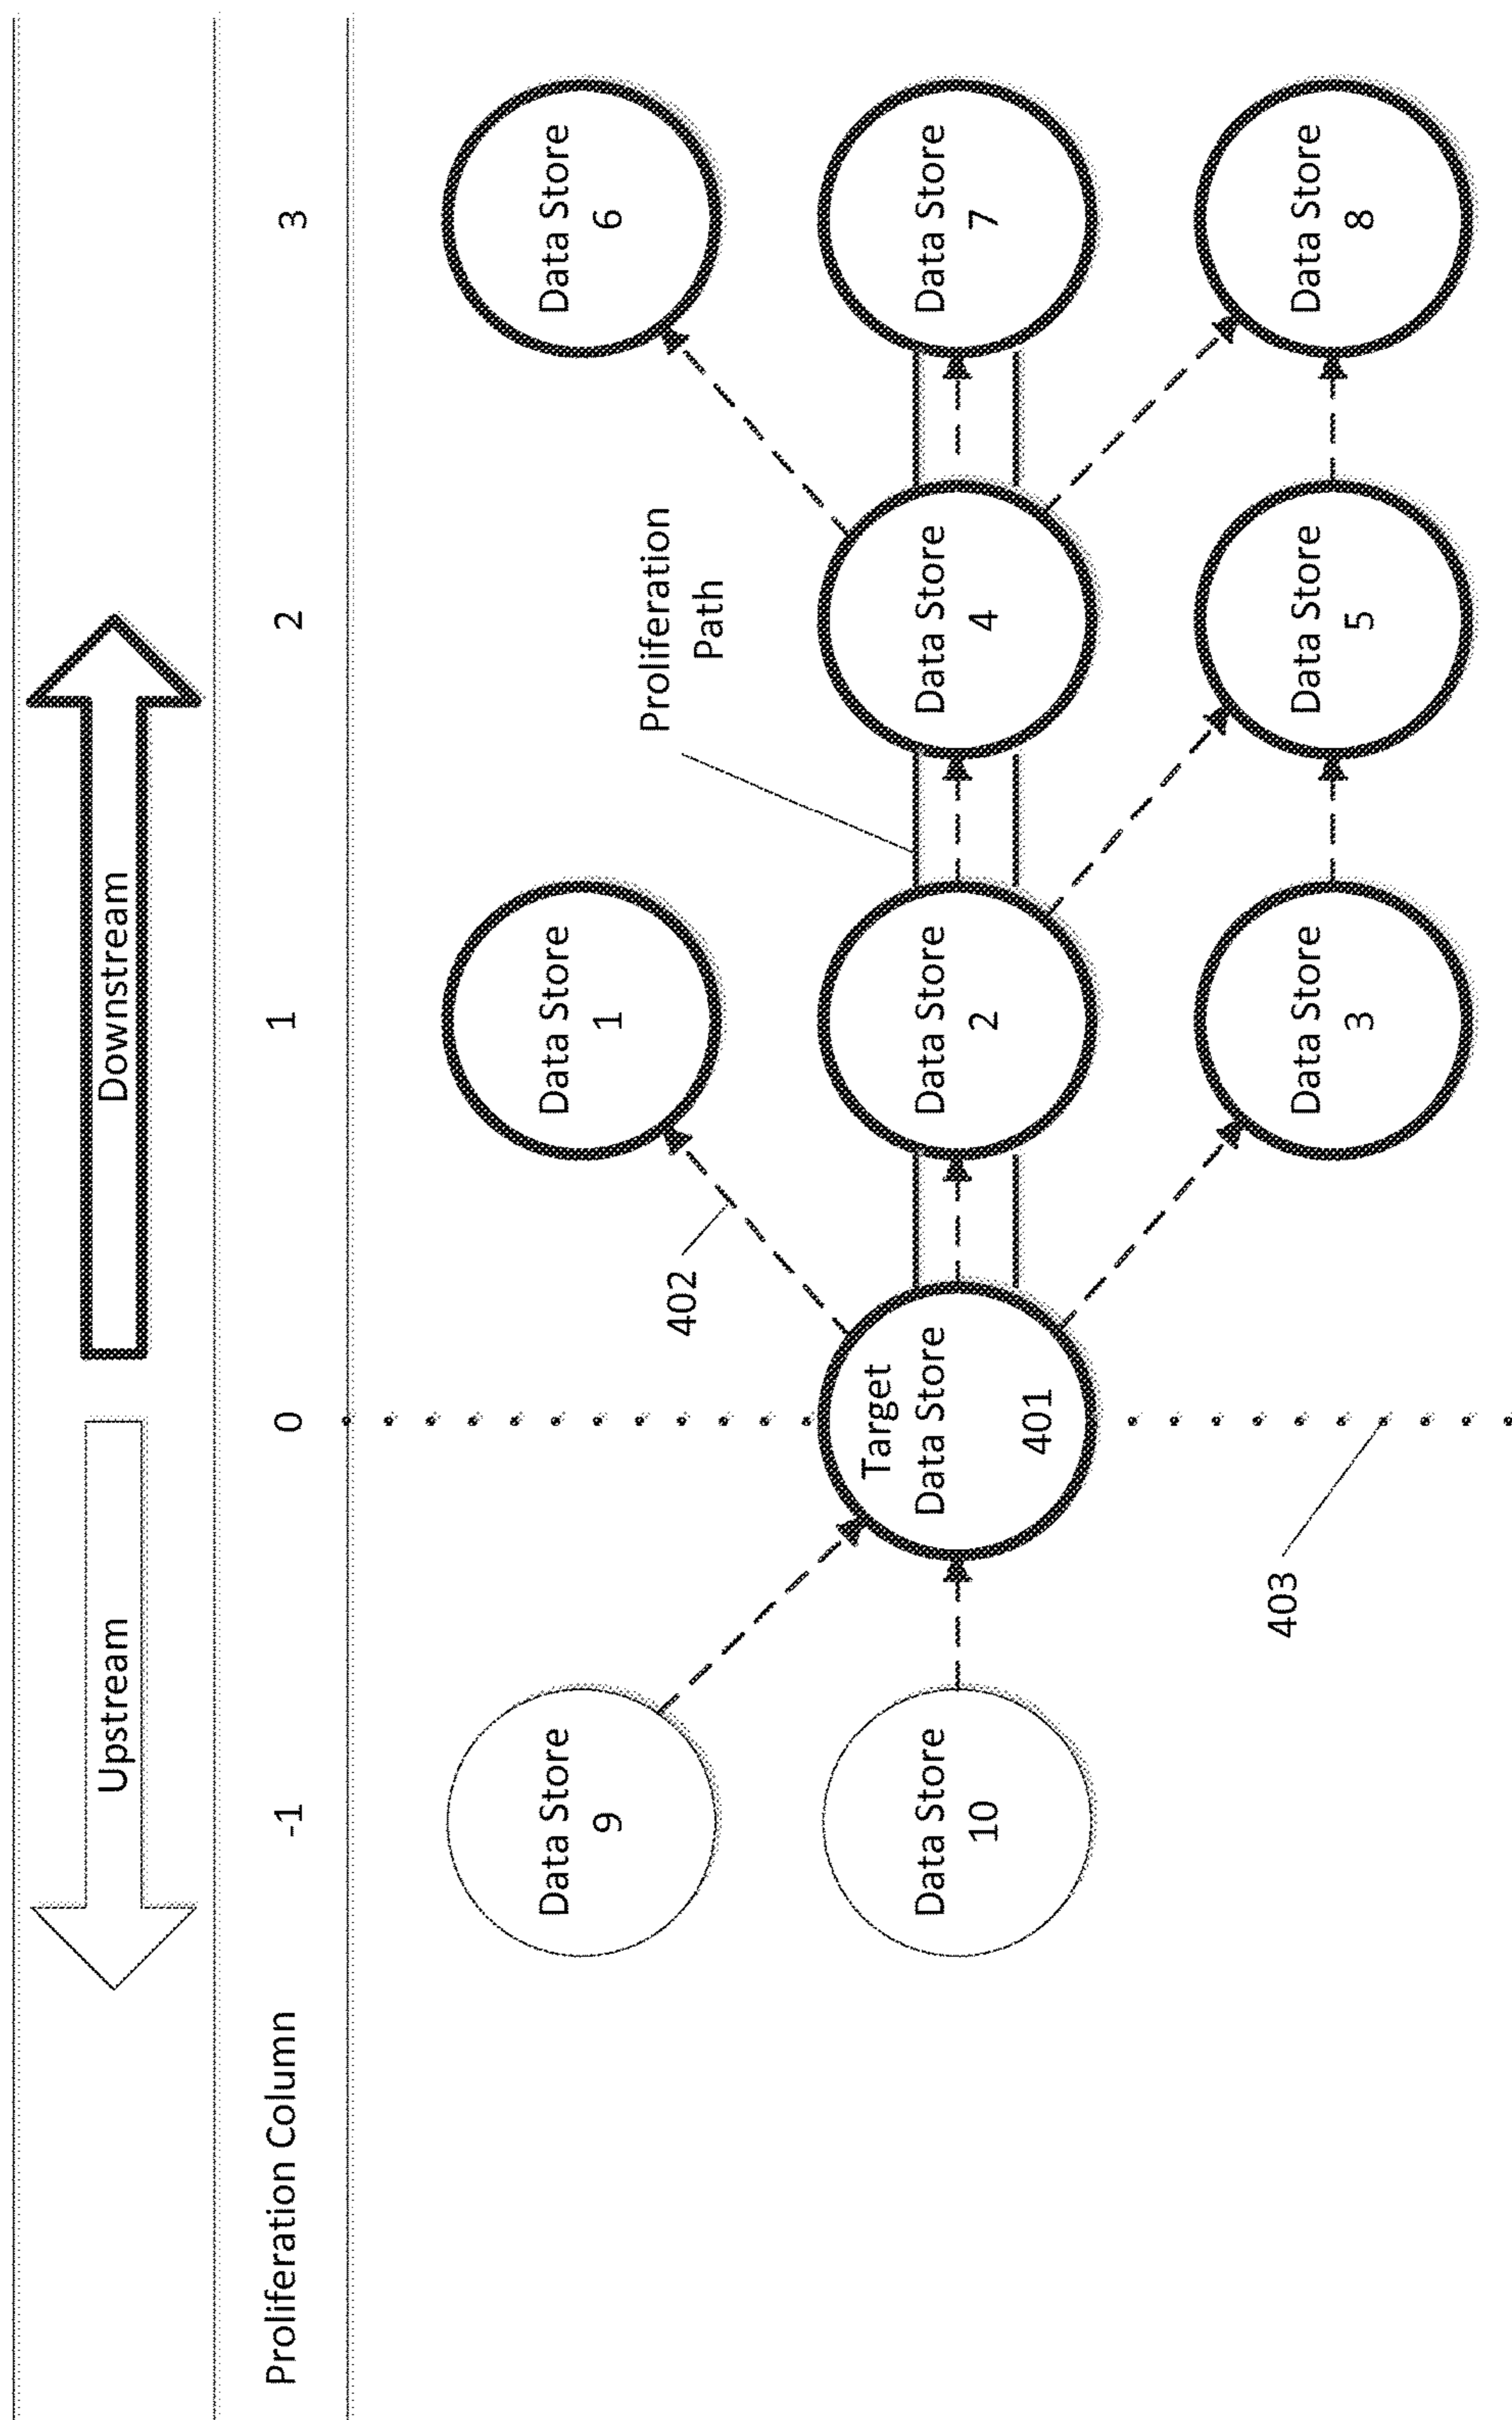 Upstream
Downstream
Proliferation Column
-1
0
1
2
3
Data Store
9
Data Store
1
Data Store
6
402
Proliferation
Path
Data Store
10
Target
Data Store
401
Data Store
2
Data Store
4
Data Store
7
403
Data Store
3
Data Store
5
Data Store
8